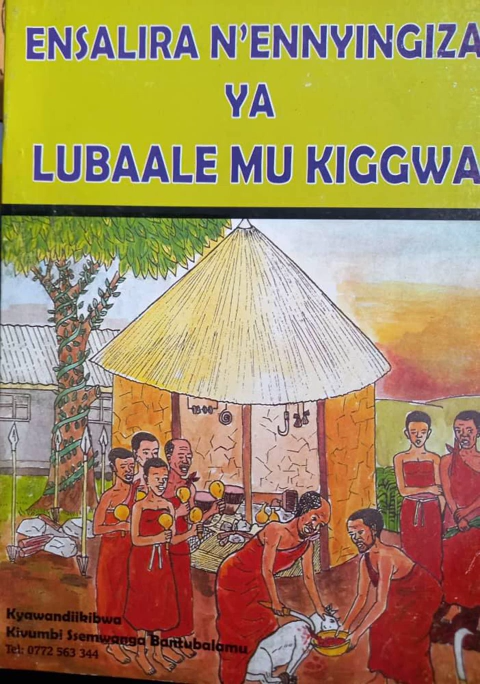 ENSALIRA N'ENNYINGIZA
YA
LUBAALE MU KIGGWA
Kyawandiikibwa
Kivumbi Ssemwanga Bantubalamu
Tel: 0772 563 344